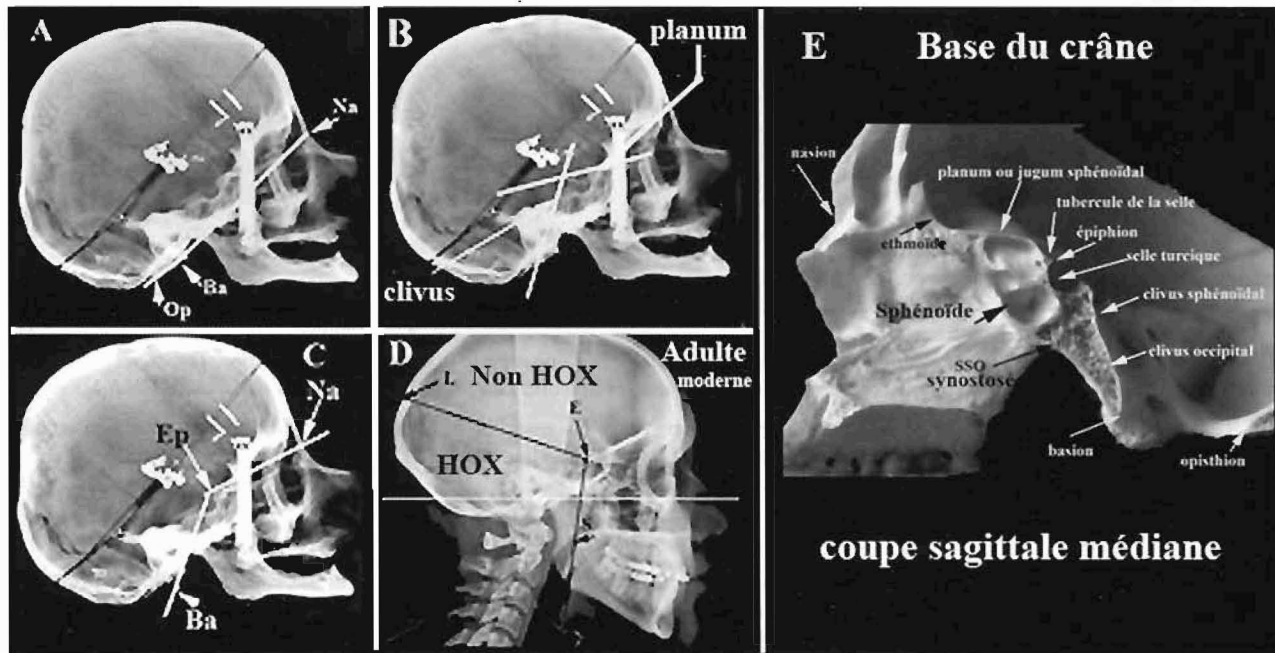 A
Na
Ba
Op
B
planum
clivus
C
Na
Ep
Ba
D
Adulte
moderne
L
Non HOX
E
HOX
S
E
Base du crâne
nasion
planum ou jugum sphénoïdal
tubercule de la selle
ethmoïde
épiphion
selle turcique
Sphénoïde
clivus sphénoïdal
clivus occipital
SSO
synostose
basion
opisthion
coupe sagittale médiane